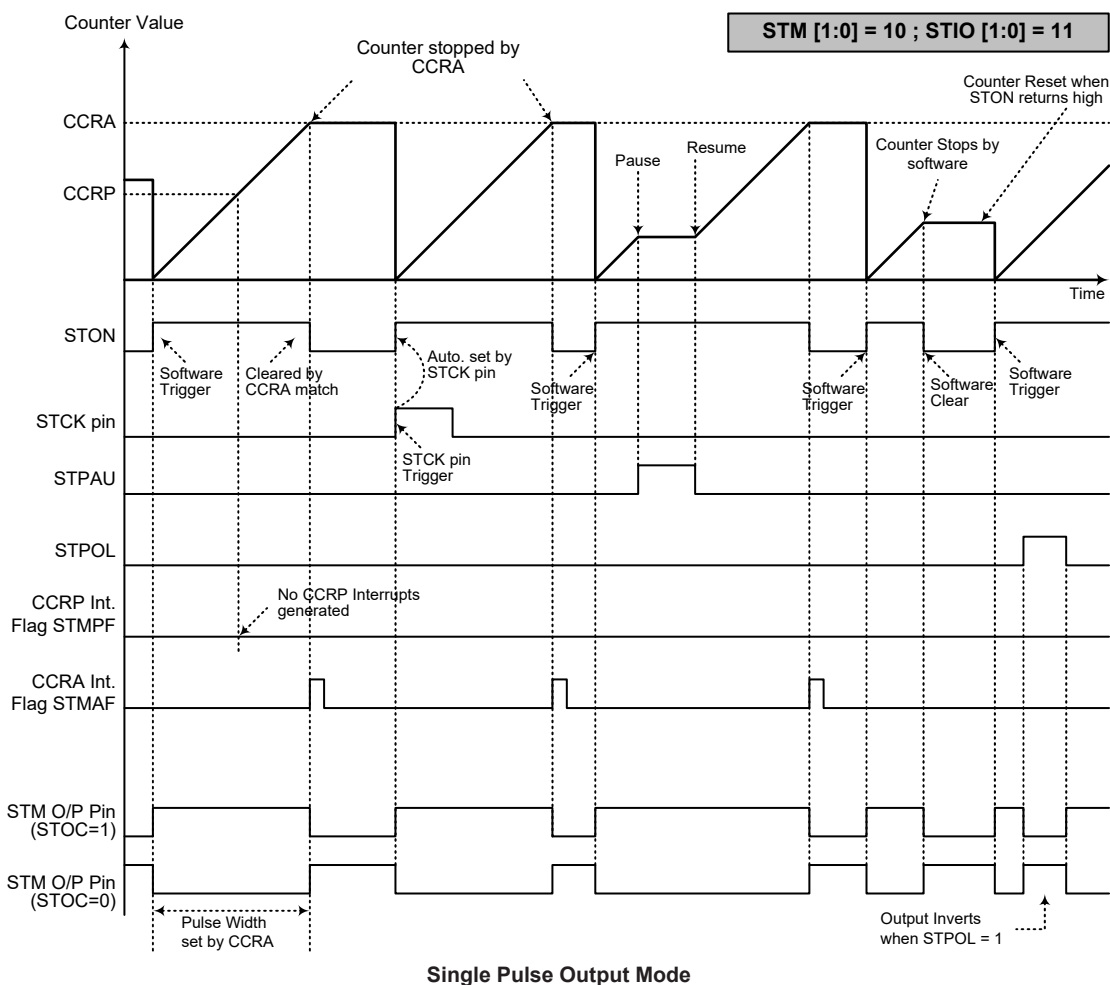 Counter Value
STM [1:0] = 10 ; STIO [1:0] = 11
Counter stopped by
CCRA
Counter Reset when
STON returns high
CCRA
Pause
Resume
Counter Stops by
software
CCRP
Time
STON
Software
Trigger
Cleared by
CCRA match
Auto. set by
STCK pin
Software
Trigger
Software
Trigger
Software
Clear
Software
Trigger
STCK pin
STCK pin
Trigger
STPAU
STPOL
CCRP Int.
Flag STMPF
No CCRP Interrupts
generated
CCRA Int.
Flag STMAF
STM O/P Pin
(STOC=1)
STM O/P Pin
(STOC=0)
Pulse Width
set by CCRA
Output Inverts
when STPOL = 1
Single Pulse Output Mode